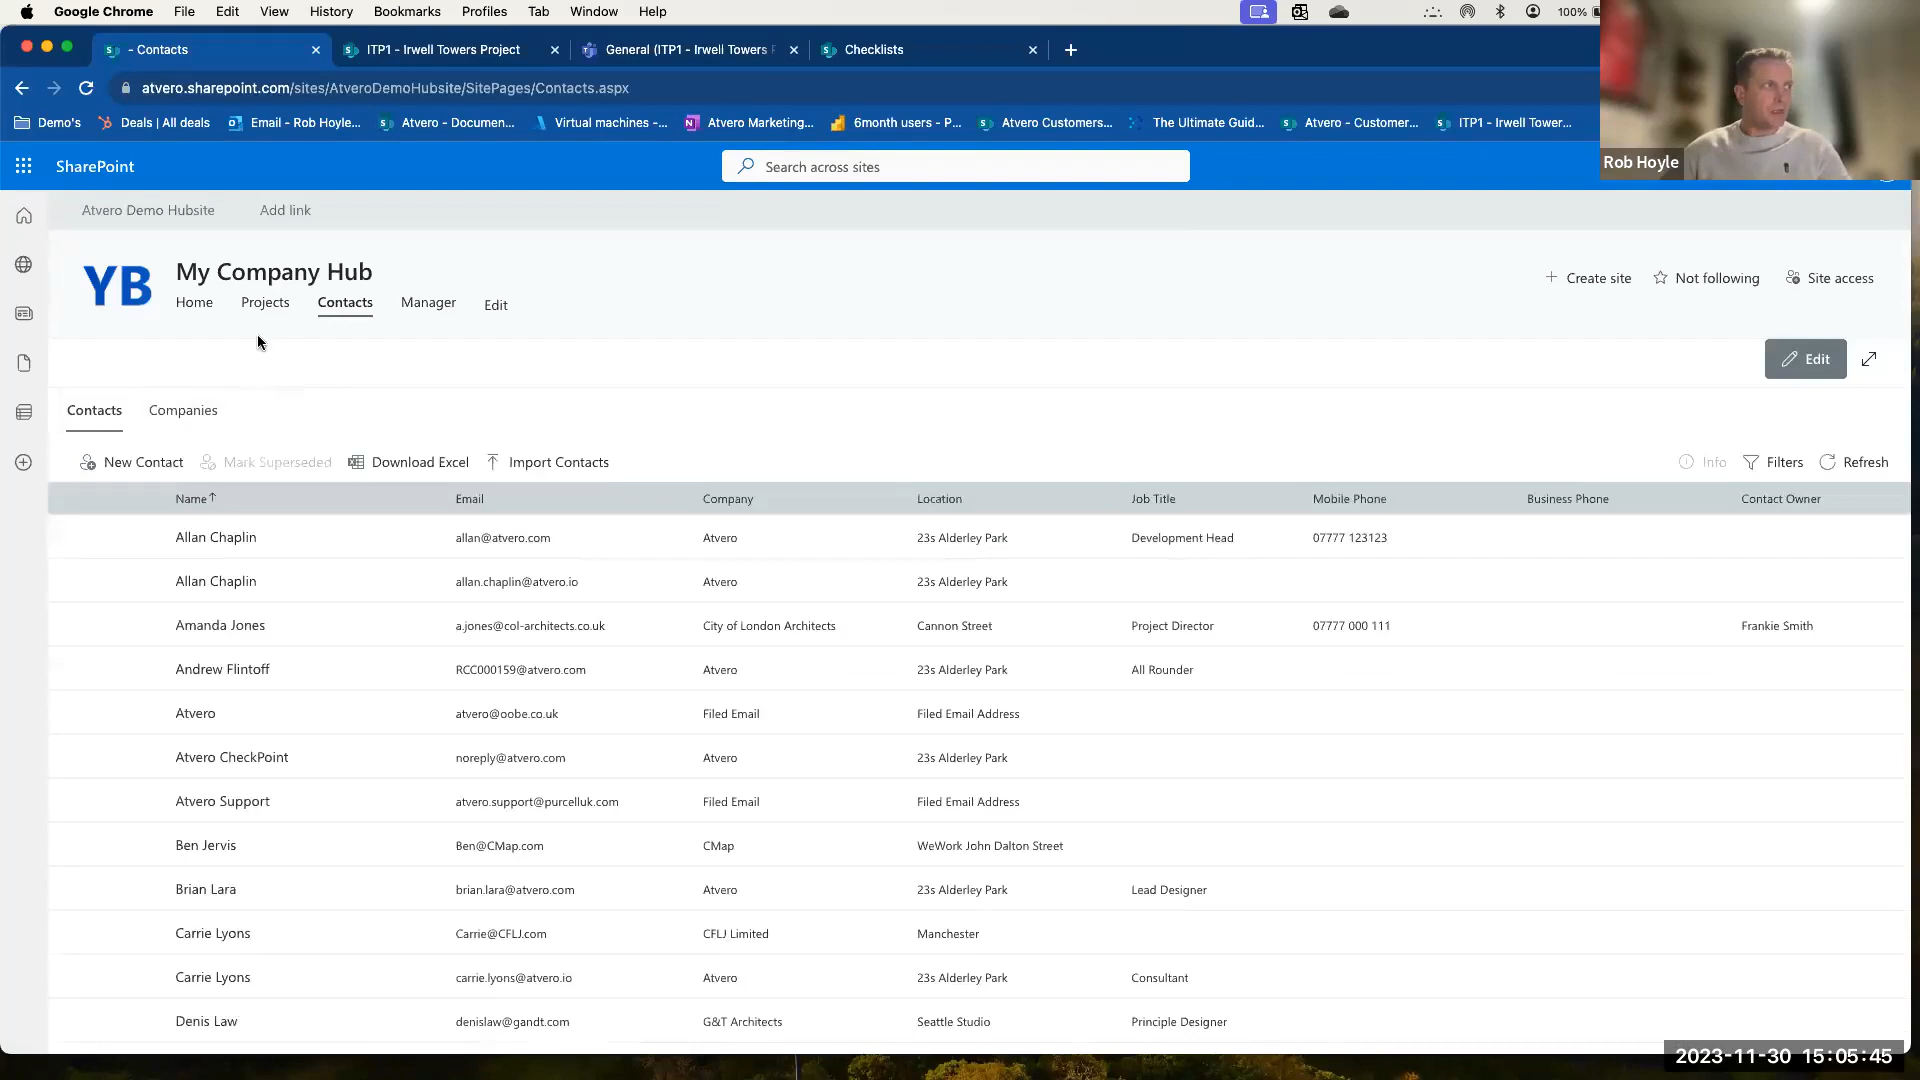 Google Chrome File Edit View History Bookmarks Profiles Tab Window Help 100%
- Contacts ITP1 - Irwell Towers Project General (ITP1 - Irwell Towers Checklists
atvero.sharepoint.com/sites/AtveroDemoHubsite/SitePages/Contacts.aspx
Demo's Deals | All deals Email - Rob Hoyle... Atvero - Documen... Virtual machines -... Atvero Marketing... 6month users - P... Atvero Customers... The Ultimate Guid... Atvero - Customer... ITP1 - Irwell Tower...
Rob Hoyle
SharePoint Search across sites
Atvero Demo Hubsite Add link
YB My Company Hub
Home Projects Contacts Manager Edit
Create site Not following Site access
Edit
Contacts Companies
New Contact Mark Superseded Download Excel Import Contacts Info Filters Refresh
Name Email Company Location Job Title Mobile Phone Business Phone Contact Owner
Allan Chaplin allan@atvero.com Atvero 23s Alderley Park Development Head 07777 123123
Allan Chaplin allan.chaplin@atvero.io Atvero 23s Alderley Park
Amanda Jones a.jones@col-architects.co.uk City of London Architects Cannon Street Project Director 07777 000 111 Frankie Smith
Andrew Flintoff RCC000159@atvero.com Atvero 23s Alderley Park All Rounder
Atvero atvero@oobe.co.uk Filed Email Filed Email Address
Atvero CheckPoint noreply@atvero.com Atvero 23s Alderley Park
Atvero Support atvero.support@purcelluk.com Filed Email Filed Email Address
Ben Jervis Ben@CMap.com CMap WeWork John Dalton Street
Brian Lara brian.lara@atvero.com Atvero 23s Alderley Park Lead Designer
Carrie Lyons Carrie@CFLJ.com CFLJ Limited Manchester
Carrie Lyons carrie.lyons@atvero.io Atvero 23s Alderley Park Consultant
Denis Law denislaw@gandt.com G&T Architects Seattle Studio Principle Designer
2023-11-30 15:05:45